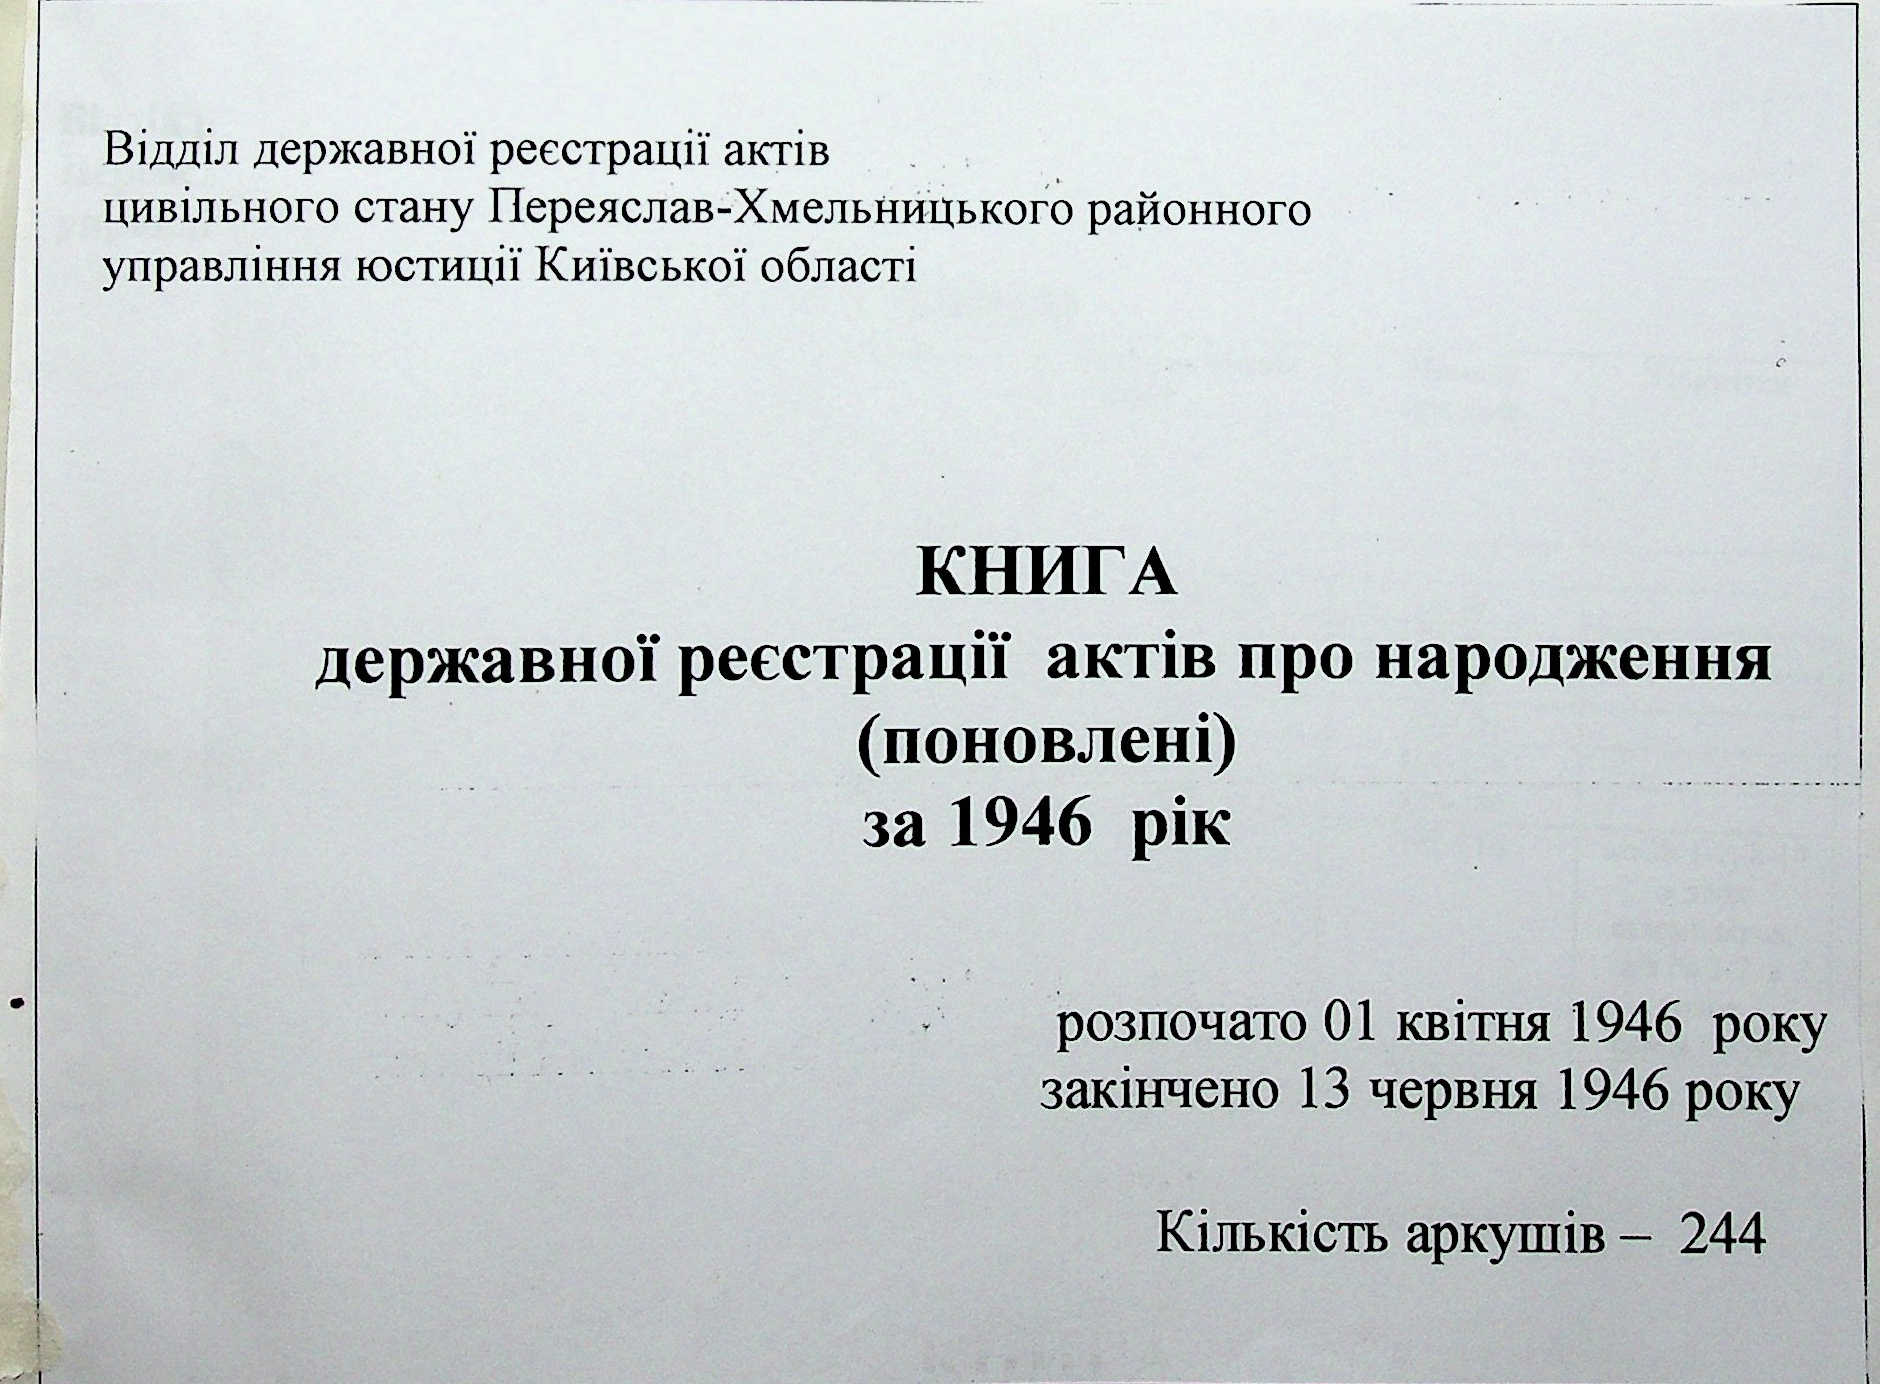 Відділ державної реєстрації актів
цивільного стану Переяслав-Хмельницького районного
управління юстиції Київської області
КНИГА
державної реєстрації актів про народження
(поновлені)
за 1946 рік
розпочато 01 квітня 1946 року
закінчено 13 червня 1946 року
Кількість аркушів – 244